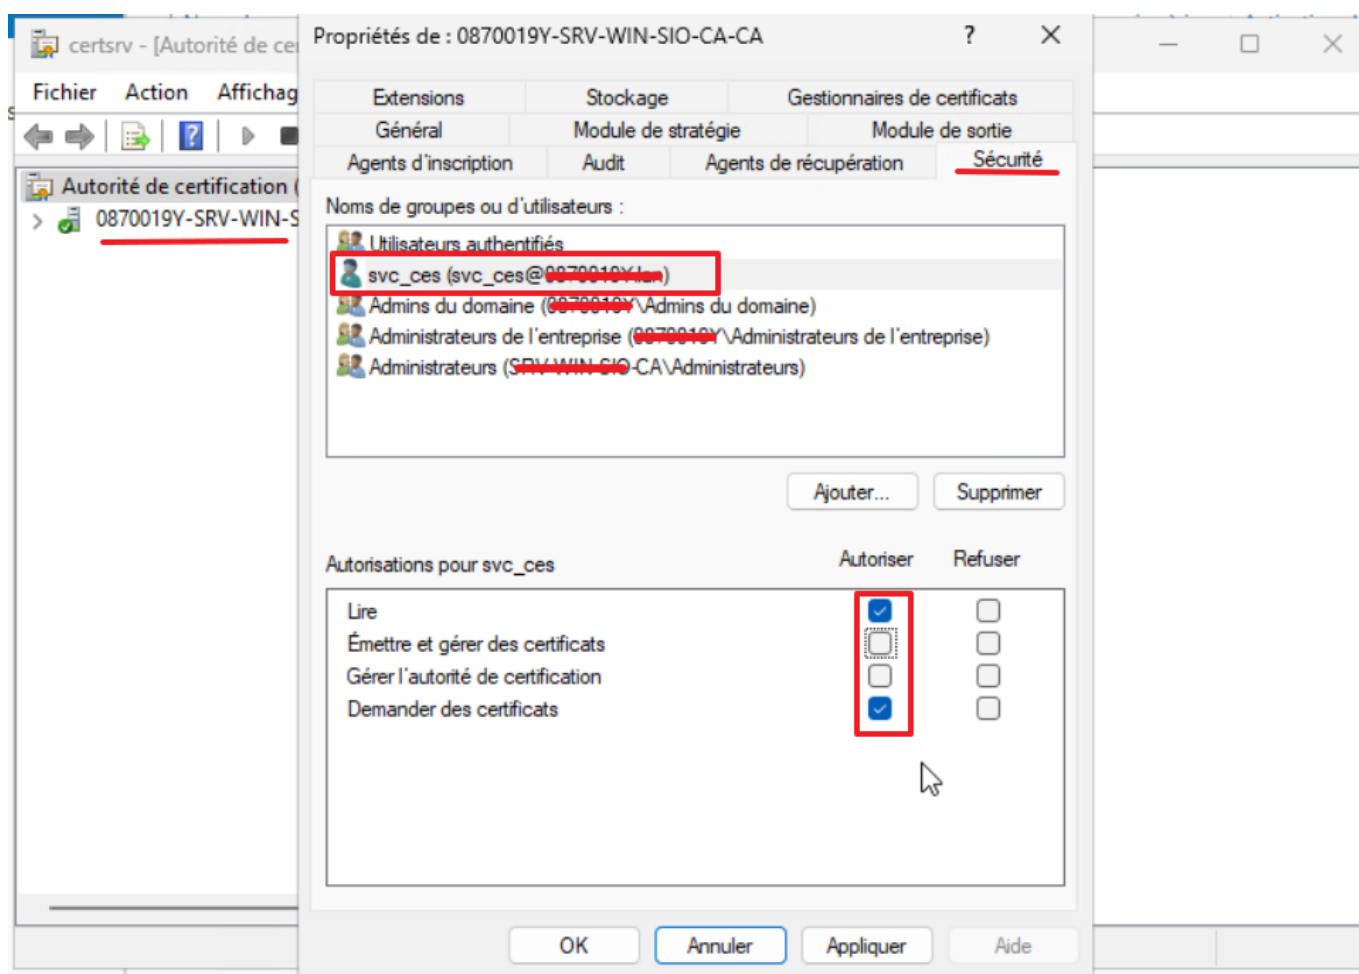 certsrv - [Autorité de cer
Propriétés de : 0870019Y-SRV-WIN-SIO-CA-CA
Fichier Action Affichag
Extensions Stockage Gestionnaires de certificats
Général Module de stratégie Module de sortie
Agents d'inscription Audit Agents de récupération Sécurité
Autorité de certification (
0870019Y-SRV-WIN-S
Noms de groupes ou d'utilisateurs :
Utilisateurs authentifiés
svc_ces (svc_ces@
Admins du domaine ( \Admins du domaine)
Administrateurs de l'entreprise ( \Administrateurs de l'entreprise)
Administrateurs ( -CA\Administrateurs)
Ajouter... Supprimer
Autorisations pour svc_ces Autoriser Refuser
Lire
Émettre et gérer des certificats
Gérer l'autorité de certification
Demander des certificats
OK Annuler Appliquer Aide